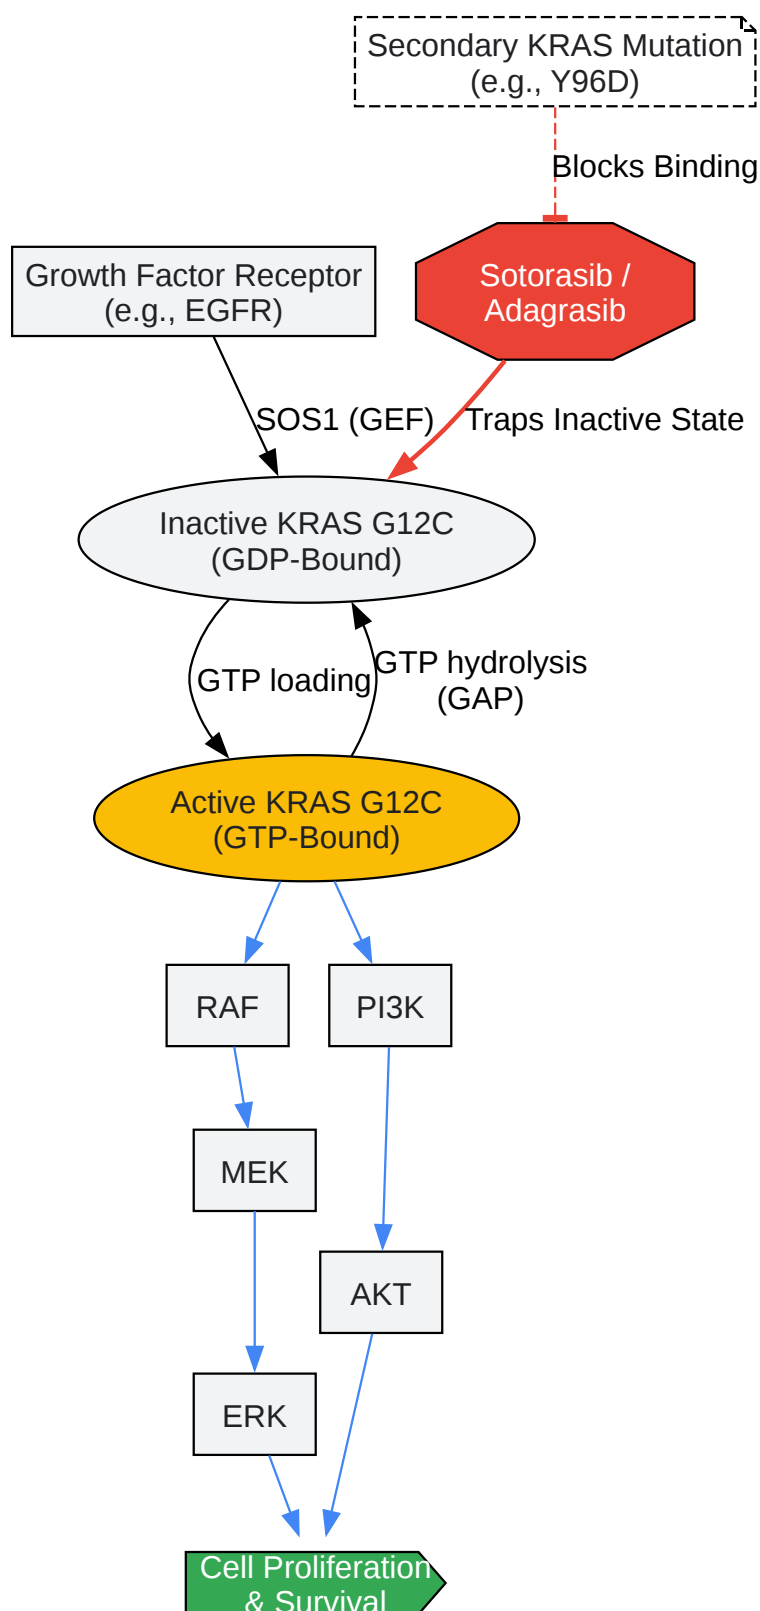 Secondary KRAS Mutation
(e.g., Y96D)
Blocks Binding
Growth Factor Receptor
(e.g., EGFR)
Sotorasib /
Adagrasib
SOS1 (GEF)
Traps Inactive State
Inactive KRAS G12C
(GDP-Bound)
GTP loading
GTP hydrolysis
(GAP)
Active KRAS G12C
(GTP-Bound)
RAF
PI3K
MEK
AKT
ERK
Cell Proliferation
& Survival